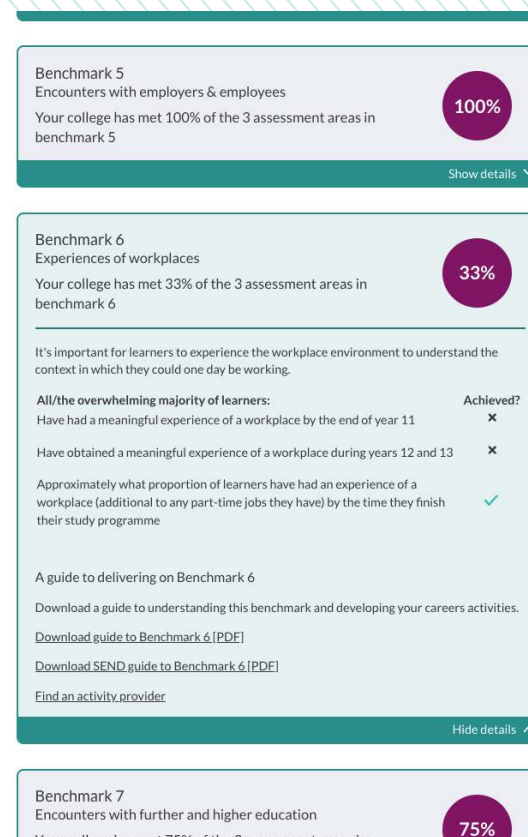 Benchmark 5
Encounters with employers & employees
Your college has met 100% of the 3 assessment areas in
benchmark 5
100%
Show details
Benchmark 6
Experiences of workplaces
Your college has met 33% of the 3 assessment areas in
benchmark 6
33%
It's important for learners to experience the workplace environment to understand the
context in which they could one day be working.
All/the overwhelming majority of learners: Achieved?
Have had a meaningful experience of a workplace by the end of year 11
Have obtained a meaningful experience of a workplace during years 12 and 13
Approximately what proportion of learners have had an experience of a
workplace (additional to any part-time jobs they have) by the time they finish
their study programme
A guide to delivering on Benchmark 6
Download a guide to understanding this benchmark and developing your careers activities.
Download guide to Benchmark 6 [PDF]
Download SEND guide to Benchmark 6 [PDF]
Find an activity provider
Hide details
Benchmark 7
Encounters with further and higher education
75%